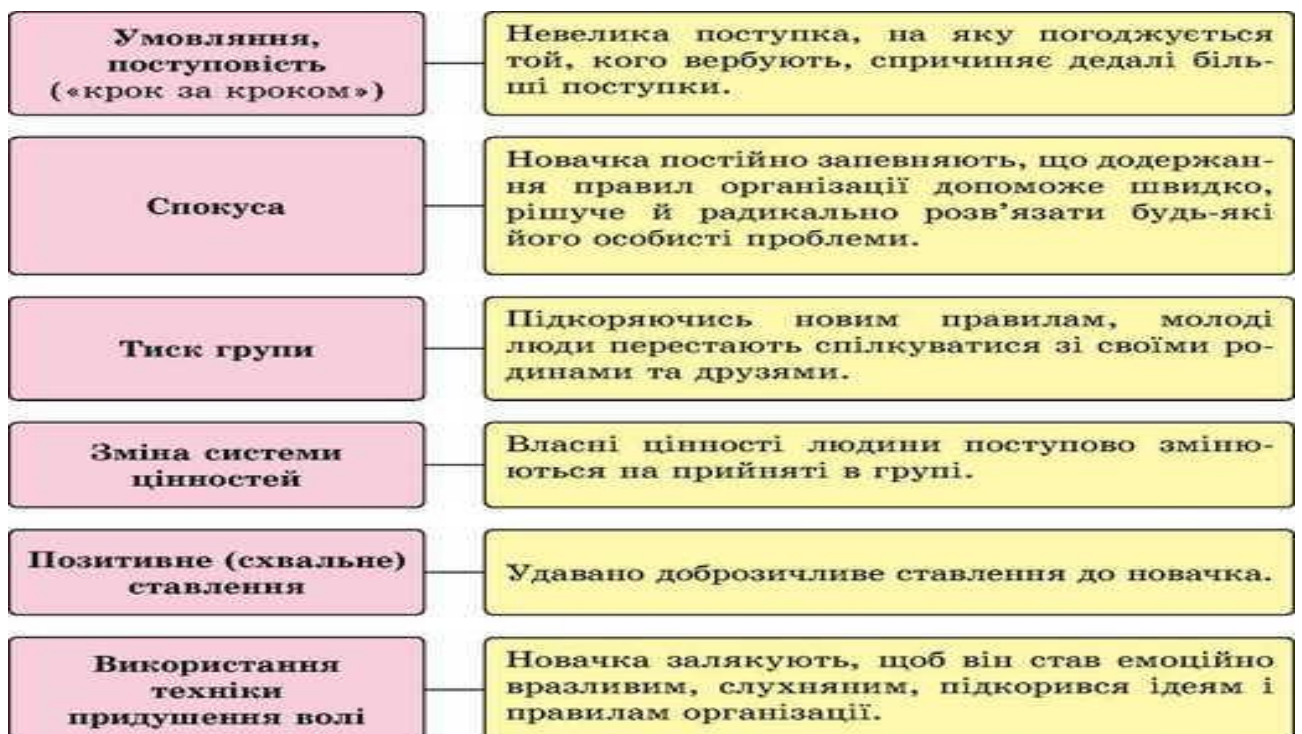 Умовляння,
поступовість
(«крок за кроком»)
Невелика поступка, на яку погоджується
той, кого вербують, спричиняє дедалі біль-
ші поступки.
Спокуса
Новачка постійно запевняють, що додержан-
ня правил організації допоможе швидко,
рішуче й радикально розв’язати будь-які
його особисті проблеми.
Тиск групи
Підкоряючись новим правилам, молоді
люди перестають спілкуватися зі своїми ро-
динами та друзями.
Зміна системи
цінностей
Власні цінності людини поступово зміню-
ються на прийняті в групі.
Позитивне (схвальне)
ставлення
Удавано доброзичливе ставлення до новачка.
Використання
техніки
придушення волі
Новачка залякують, щоб він став емоційно
вразливим, слухняним, підкорився ідеям і
правилам організації.